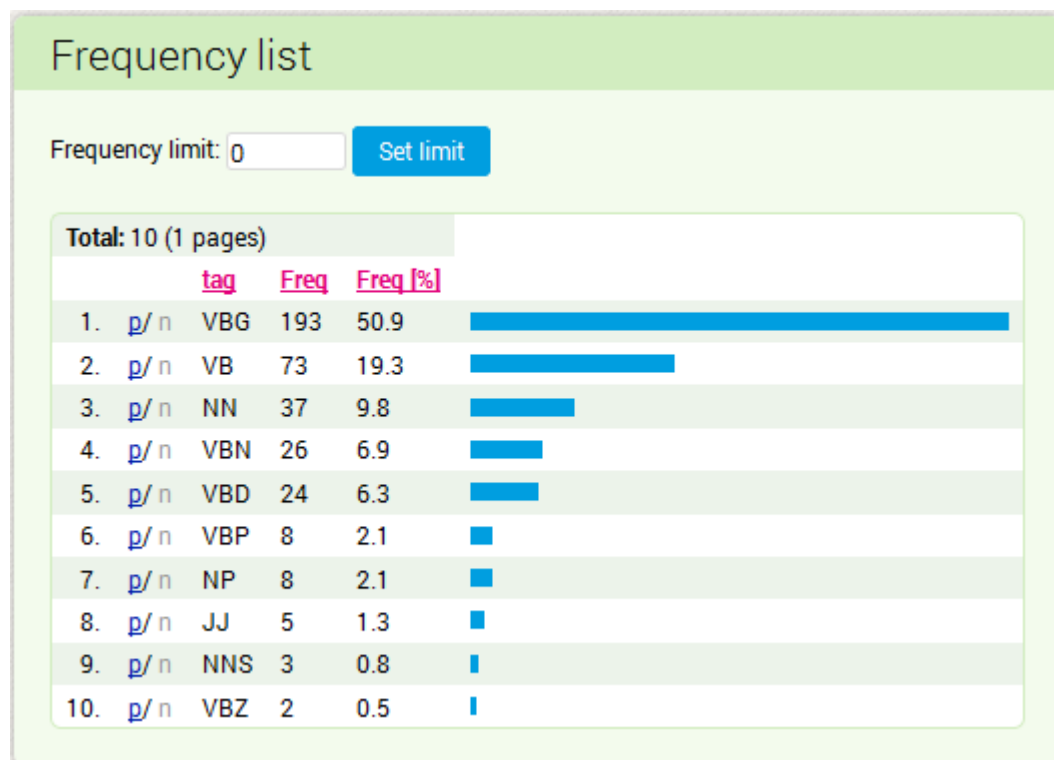 Frequency list
Frequency limit: 0 Set limit
Total: 10 (1 pages)
tag Freq Freq [%]
1. p/ n VBG 193 50.9
2. p/ n VB 73 19.3
3. p/ n NN 37 9.8
4. p/ n VBN 26 6.9
5. p/ n VBD 24 6.3
6. p/ n VBP 8 2.1
7. p/ n NP 8 2.1
8. p/ n JJ 5 1.3
9. p/ n NNS 3 0.8
10. p/ n VBZ 2 0.5